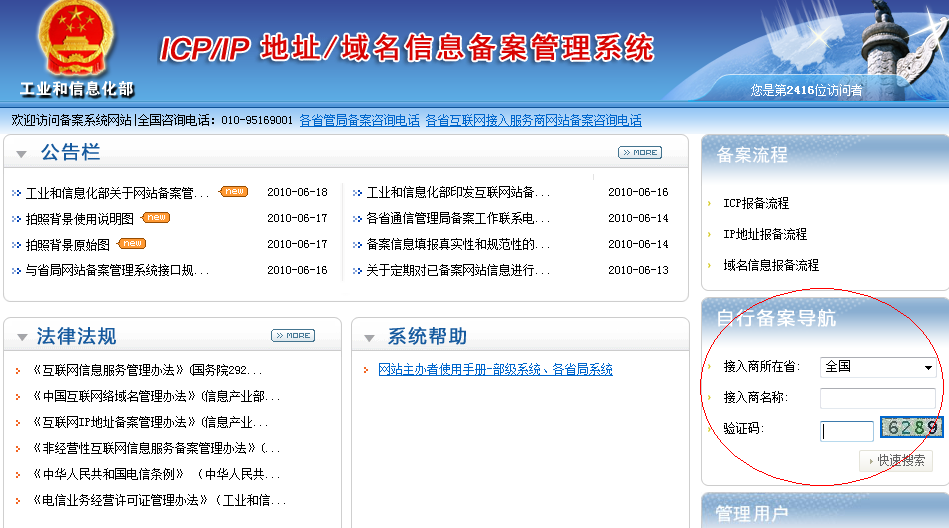 ICP/IP 地址/域名信息备案管理系统
工业和信息化部
您是第2416位访问者
欢迎访问备案系统网站|全国咨询电话：010-95169001 各省管局备案咨询电话 各省互联网接入服务商网站备案咨询电话
公告栏
>> MORE
工业和信息化部关于网站备案管... new 2010-06-18
拍照背景使用说明图 new 2010-06-17
拍照背景原始图 new 2010-06-17
与省局网站备案管理系统接口规... 2010-06-16
工业和信息化部印发互联网站备... 2010-06-16
各省通信管理局备案工作联系电... 2010-06-14
备案信息填报真实性和规范性的... 2010-06-14
关于定期对已备案网站信息进行... 2010-06-13
备案流程
ICP报备流程
IP地址报备流程
域名信息报备流程
法律法规
>> MORE
《互联网信息服务管理办法》(国务院292...
《中国互联网络域名管理办法》(信息产业部...
《互联网IP地址备案管理办法》(信息产业...
《非经营性互联网信息服务备案管理办法》(...
《中华人民共和国电信条例》 （中华人民共...
《电信业务经营许可证管理办法》（工业和信...
系统帮助
网站主办者使用手册-部级系统、各省局系统
自行备案导航
接入商所在省: 全国
接入商名称:
验证码: 6289
快速搜索
管理用户